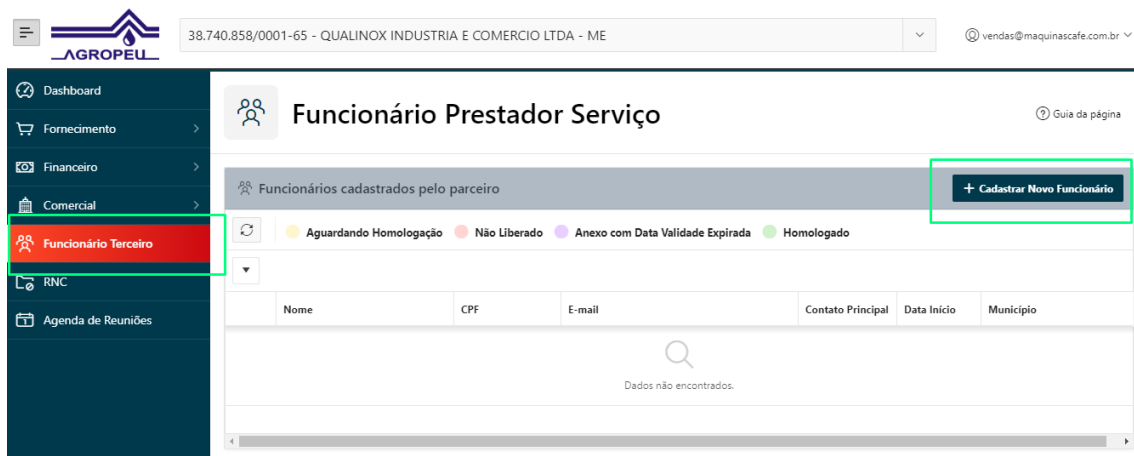 AGROPEU
38.740.858/0001-65 - QUALINOX INDUSTRIA E COMERCIO LTDA - ME
vendas@maquinascafe.com.br
Dashboard
Fornecimento
Financeiro
Comercial
Funcionário Terceiro
RNC
Agenda de Reuniões
Funcionário Prestador Serviço
Guia da página
Funcionários cadastrados pelo parceiro
+ Cadastrar Novo Funcionário
Aguardando Homologação Não Liberado Anexo com Data Validade Expirada Homologado
Nome CPF E-mail Contato Principal Data Início Município
Dados não encontrados.